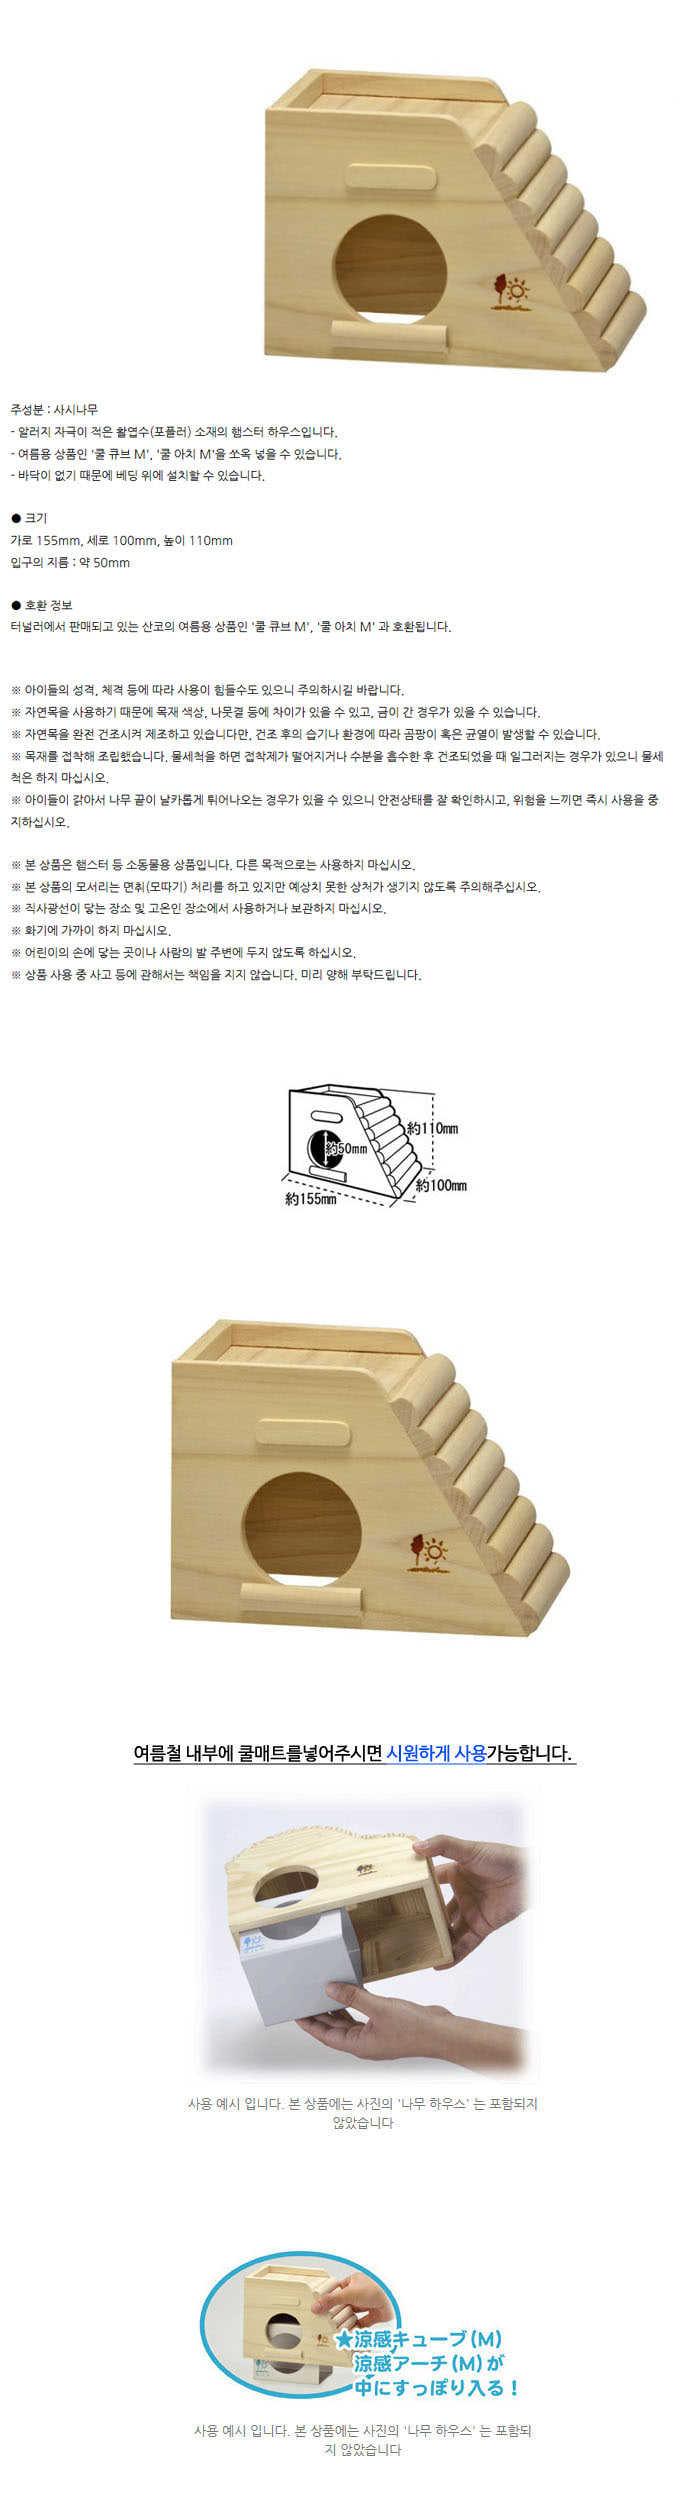 주성분 : 사시나무
- 알러지 자극이 적은 활엽수(포플러) 소재의 햄스터 하우스입니다.
- 여름용 상품인 '쿨 큐브 M', '쿨 아치 M'을 쏘옥 넣을 수 있습니다.
- 바닥이 없기 때문에 베딩 위에 설치할 수 있습니다.
● 크기
가로 155mm, 세로 100mm, 높이 110mm
입구의 지름 : 약 50mm
● 호환 정보
터널러에서 판매되고 있는 산코의 여름용 상품인 '쿨 큐브 M', '쿨 아치 M' 과 호환됩니다.
※ 아이들의 성격, 체격 등에 따라 사용이 힘들수도 있으니 주의하시길 바랍니다.
※ 자연목을 사용하기 때문에 목재 색상, 나뭇결 등에 차이가 있을 수 있고, 금이 간 경우가 있을 수 있습니다.
※ 자연목을 완전 건조시켜 제조하고 있습니다만, 건조 후의 습기나 환경에 따라 곰팡이 혹은 균열이 발생할 수 있습니다.
※ 목재를 접착해 조립했습니다. 물세척을 하면 접착제가 떨어지거나 수분을 흡수한 후 건조되었을 때 일그러지는 경우가 있으니 물세
척은 하지 마십시오.
※ 아이들이 갉아서 나무 끝이 날카롭게 튀어나오는 경우가 있을 수 있으니 안전상태를 잘 확인하시고, 위험을 느끼면 즉시 사용을 중
지하십시오.
※ 본 상품은 햄스터 등 소동물용 상품입니다. 다른 목적으로는 사용하지 마십시오.
※ 본 상품의 모서리는 면취(모따기) 처리를 하고 있지만 예상치 못한 상처가 생기지 않도록 주의해주십시오.
※ 직사광선이 닿는 장소 및 고온인 장소에서 사용하거나 보관하지 마십시오.
※ 화기에 가까이 하지 마십시오.
※ 어린이의 손에 닿는 곳이나 사람의 발 주변에 두지 않도록 하십시오.
※ 상품 사용 중 사고 등에 관해서는 책임을 지지 않습니다. 미리 양해 부탁드립니다.
約110mm
約50mm
約100mm
約155mm
여름철 내부에 쿨매트를넣어주시면 시원하게 사용가능합니다.
사용 예시 입니다. 본 상품에는 사진의 '나무 하우스' 는 포함되지
않았습니다
★涼感キューブ(M)
涼感アーチ(M)が
中にすっぽり入る！
사용 예시 입니다. 본 상품에는 사진의 '나무 하우스' 는 포함되
지 않았습니다